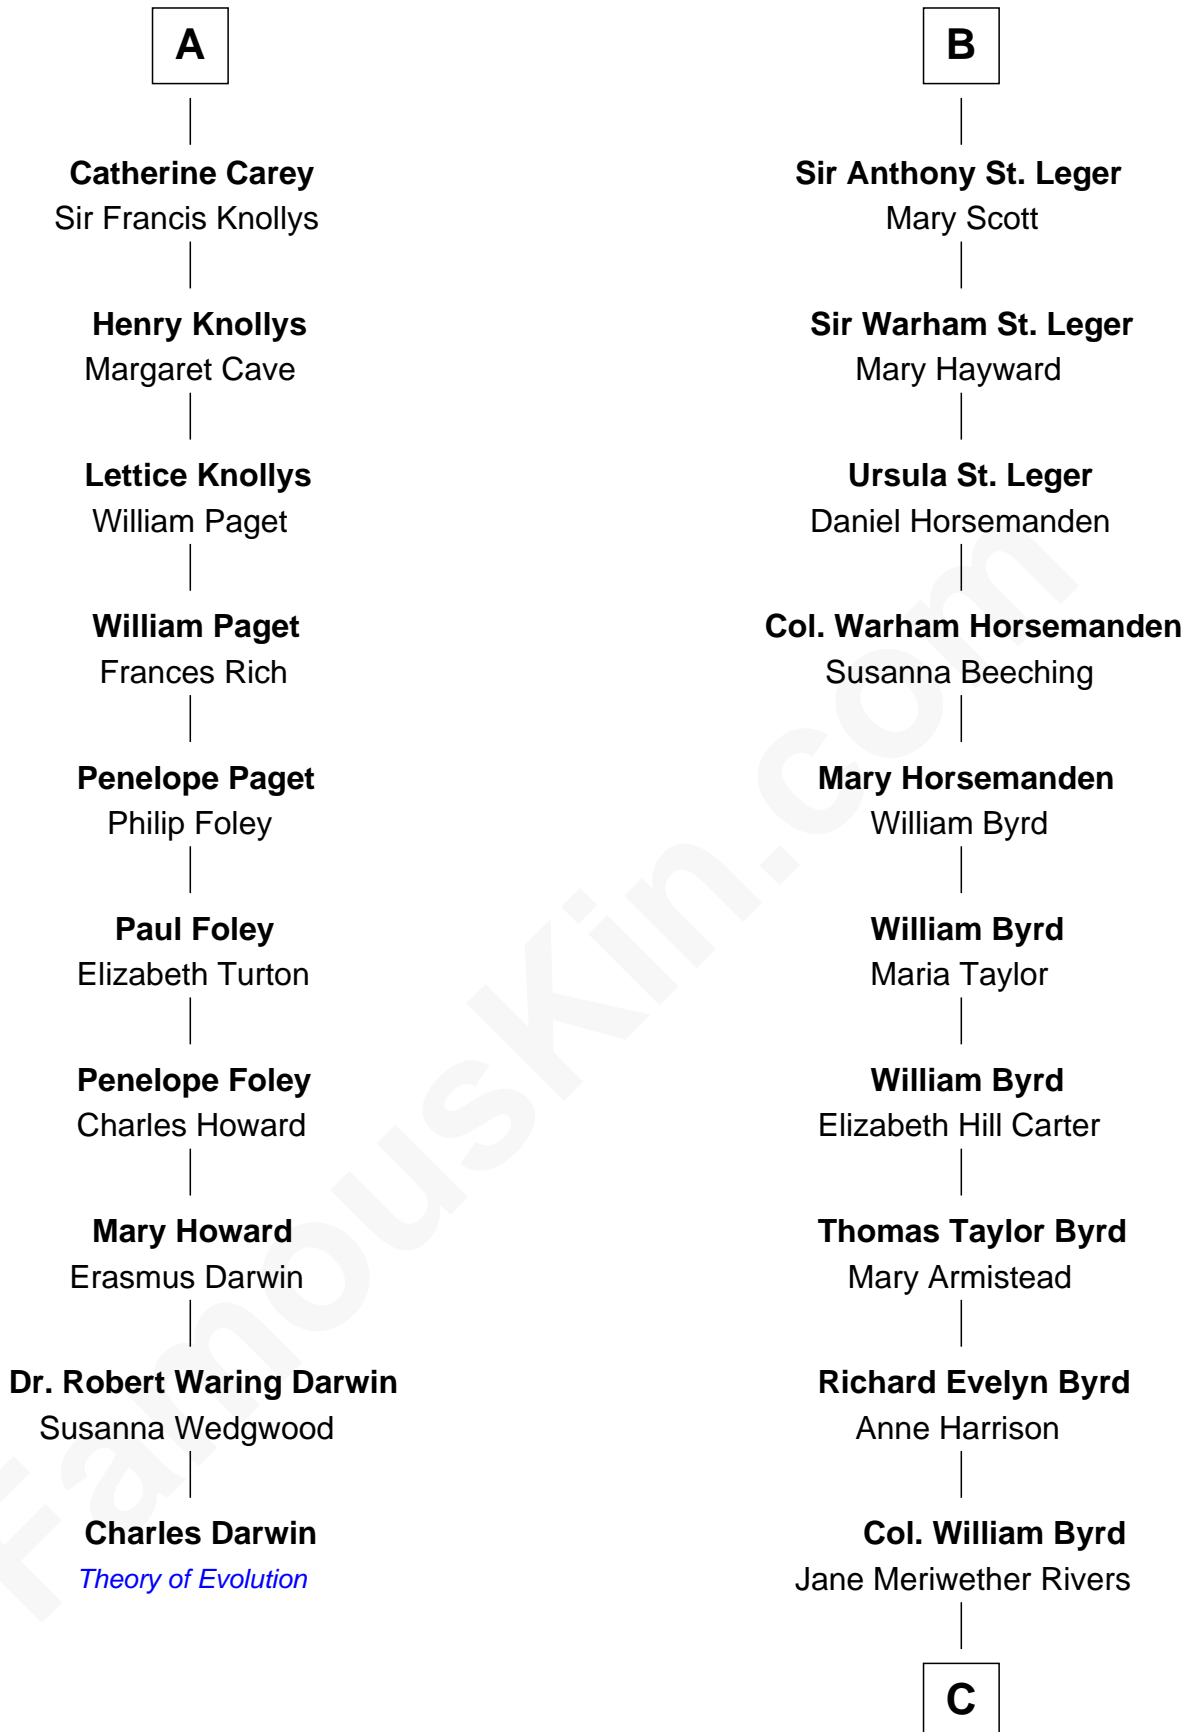 A
Catherine Carey
Sir Francis Knollys
Henry Knollys
Margaret Cave
Lettice Knollys
William Paget
William Paget
Frances Rich
Penelope Paget
Philip Foley
Paul Foley
Elizabeth Turton
Penelope Foley
Charles Howard
Mary Howard
Erasmus Darwin
Dr. Robert Waring Darwin
Susanna Wedgwood
Charles Darwin
Theory of Evolution
B
Sir Anthony St. Leger
Mary Scott
Sir Warham St. Leger
Mary Hayward
Ursula St. Leger
Daniel Horsemanden
Col. Warham Horsemanden
Susanna Beeching
Mary Horsemanden
William Byrd
William Byrd
Maria Taylor
William Byrd
Elizabeth Hill Carter
Thomas Taylor Byrd
Mary Armistead
Richard Evelyn Byrd
Anne Harrison
Col. William Byrd
Jane Meriwether Rivers
C
FamousKin.com